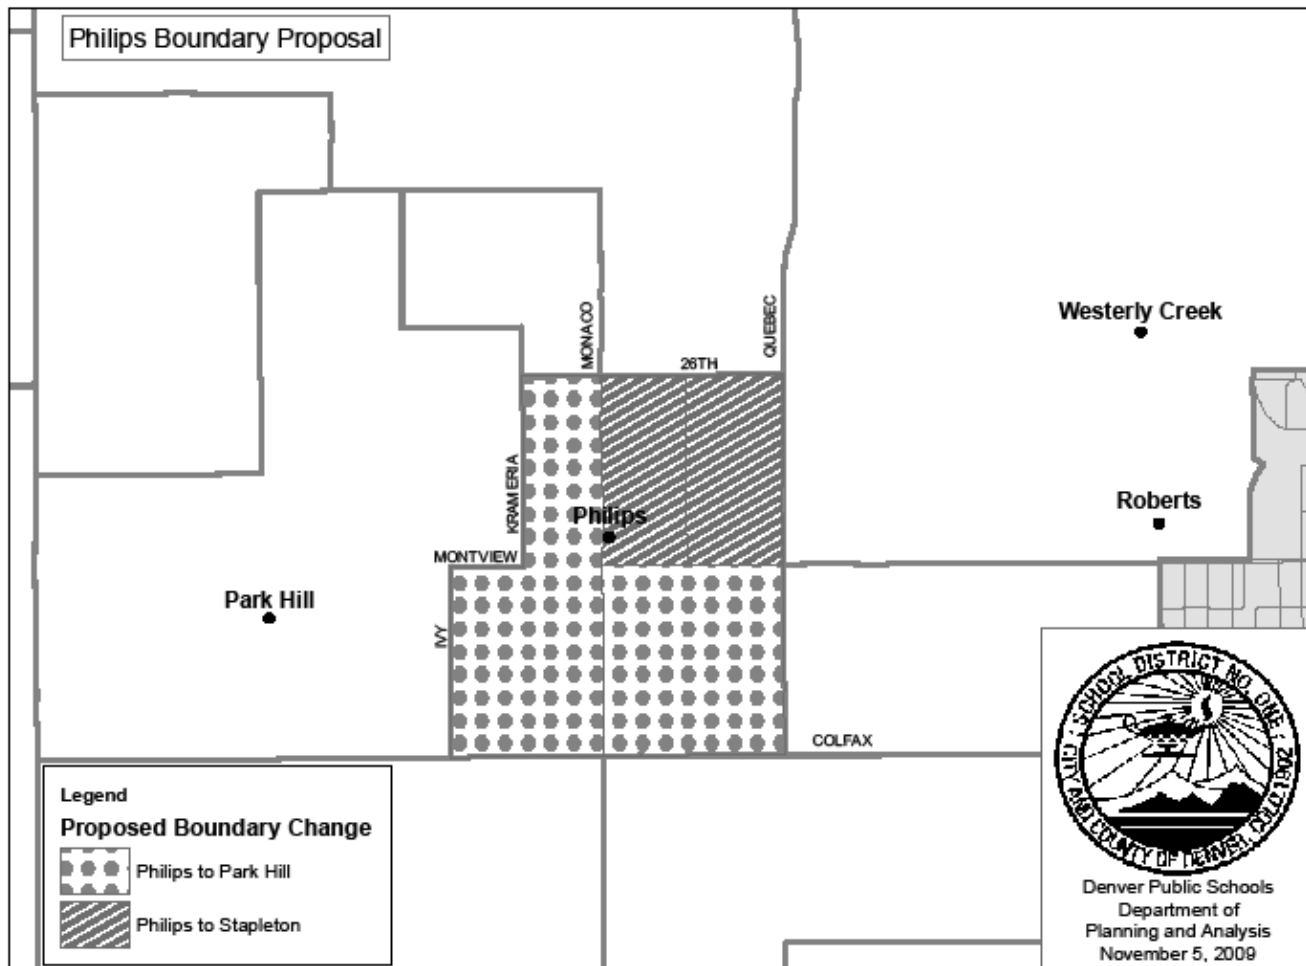 Philips Boundary Proposal
MONACO
QUEBEC
Westerly Creek
26TH
KRAMERIA
Roberts
Philips
MONTVIEW
Park Hill
IVY
COLFAX
Legend
Proposed Boundary Change
Philips to Park Hill
Philips to Stapleton
SCHOOL DISTRICT NO. ONE
CITY AND COUNTY OF DENVER, COLO 1902
Denver Public Schools
Department of
Planning and Analysis
November 5, 2009